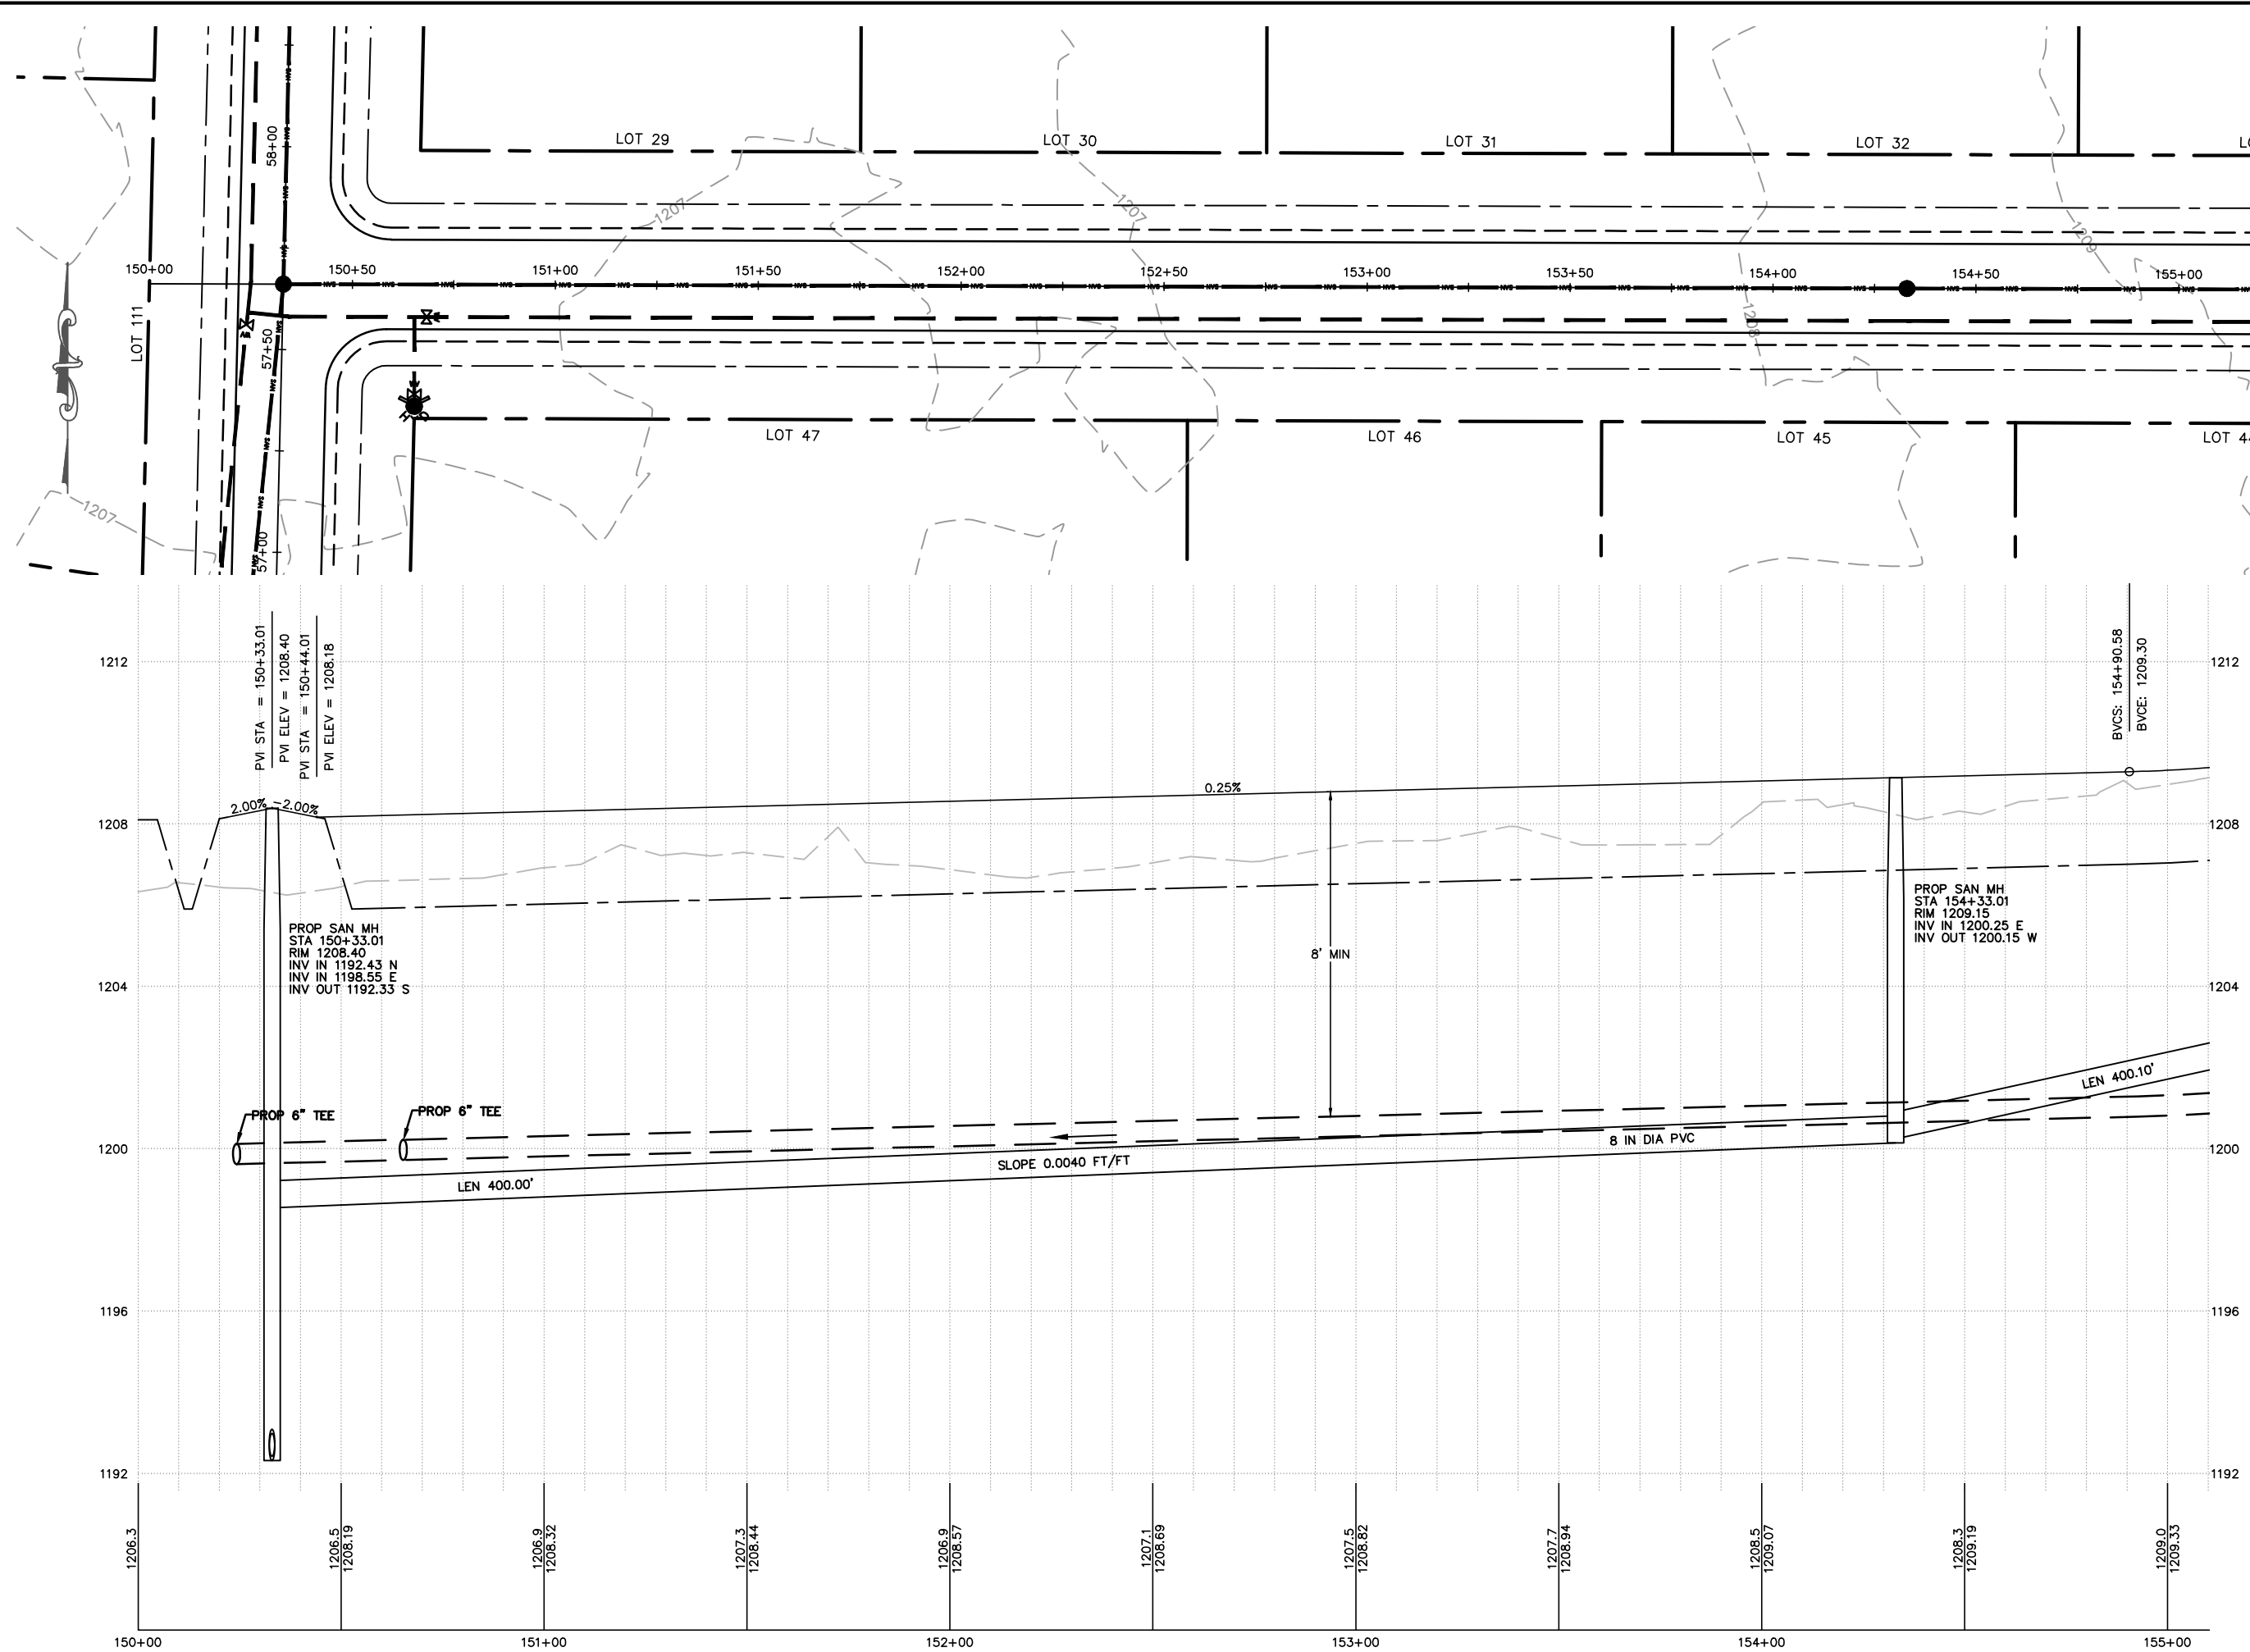 LOT 29
LOT 30
LOT 31
LOT 32
58+00
1207
1207
1209
150+00
150+50
151+00
151+50
152+00
152+50
153+00
153+50
154+00
154+50
155+00
LOT 111
57+50
1208
LOT 47
LOT 46
LOT 45
LOT 44
1207
57+00
PVI STA = 150+33.01
PVI ELEV = 1208.40
PVI STA = 150+44.01
PVI ELEV = 1208.18
BVCS: 154+90.58
BVCE: 1209.30
1212
1212
2.00%
-2.00%
0.25%
1208
1208
PROP SAN MH
STA 150+33.01
RIM 1208.40
INV IN 1192.43 N
INV IN 1198.55 E
INV OUT 1192.33 S
8' MIN
PROP SAN MH
STA 154+33.01
RIM 1209.15
INV IN 1200.25 E
INV OUT 1200.15 W
1204
1204
PROP 6" TEE
PROP 6" TEE
LEN 400.10'
8 IN DIA PVC
SLOPE 0.0040 FT/FT
LEN 400.00'
1200
1200
1196
1196
1192
1192
1206.3
1206.5
1208.19
1206.9
1208.32
1207.3
1208.44
1206.9
1208.57
1207.1
1208.69
1207.5
1208.82
1207.7
1208.94
1208.5
1209.07
1208.3
1209.19
1209.0
1209.33
150+00
151+00
152+00
153+00
154+00
155+00